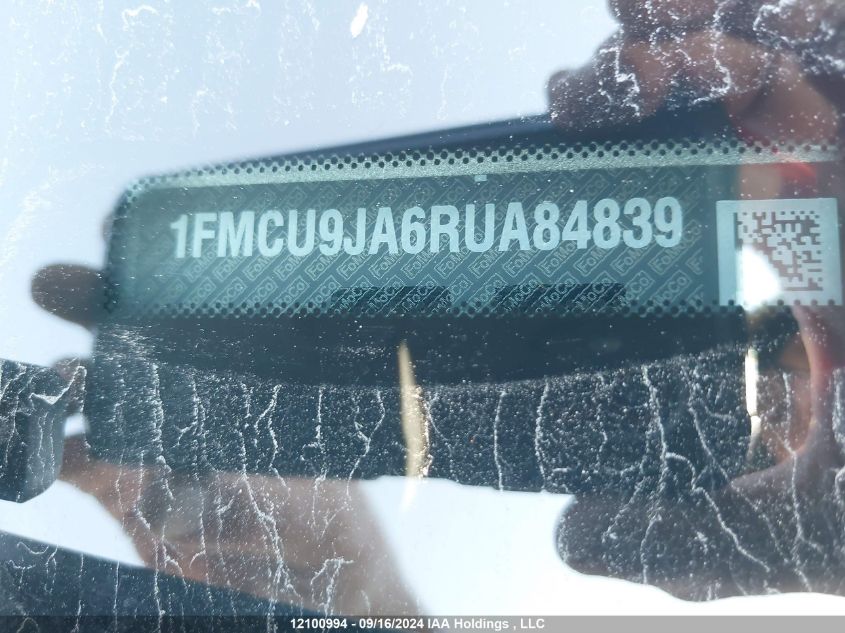 1FMCU9JA6RUA84839
12100994 - 09/16/2024 IAA Holdings , LLC